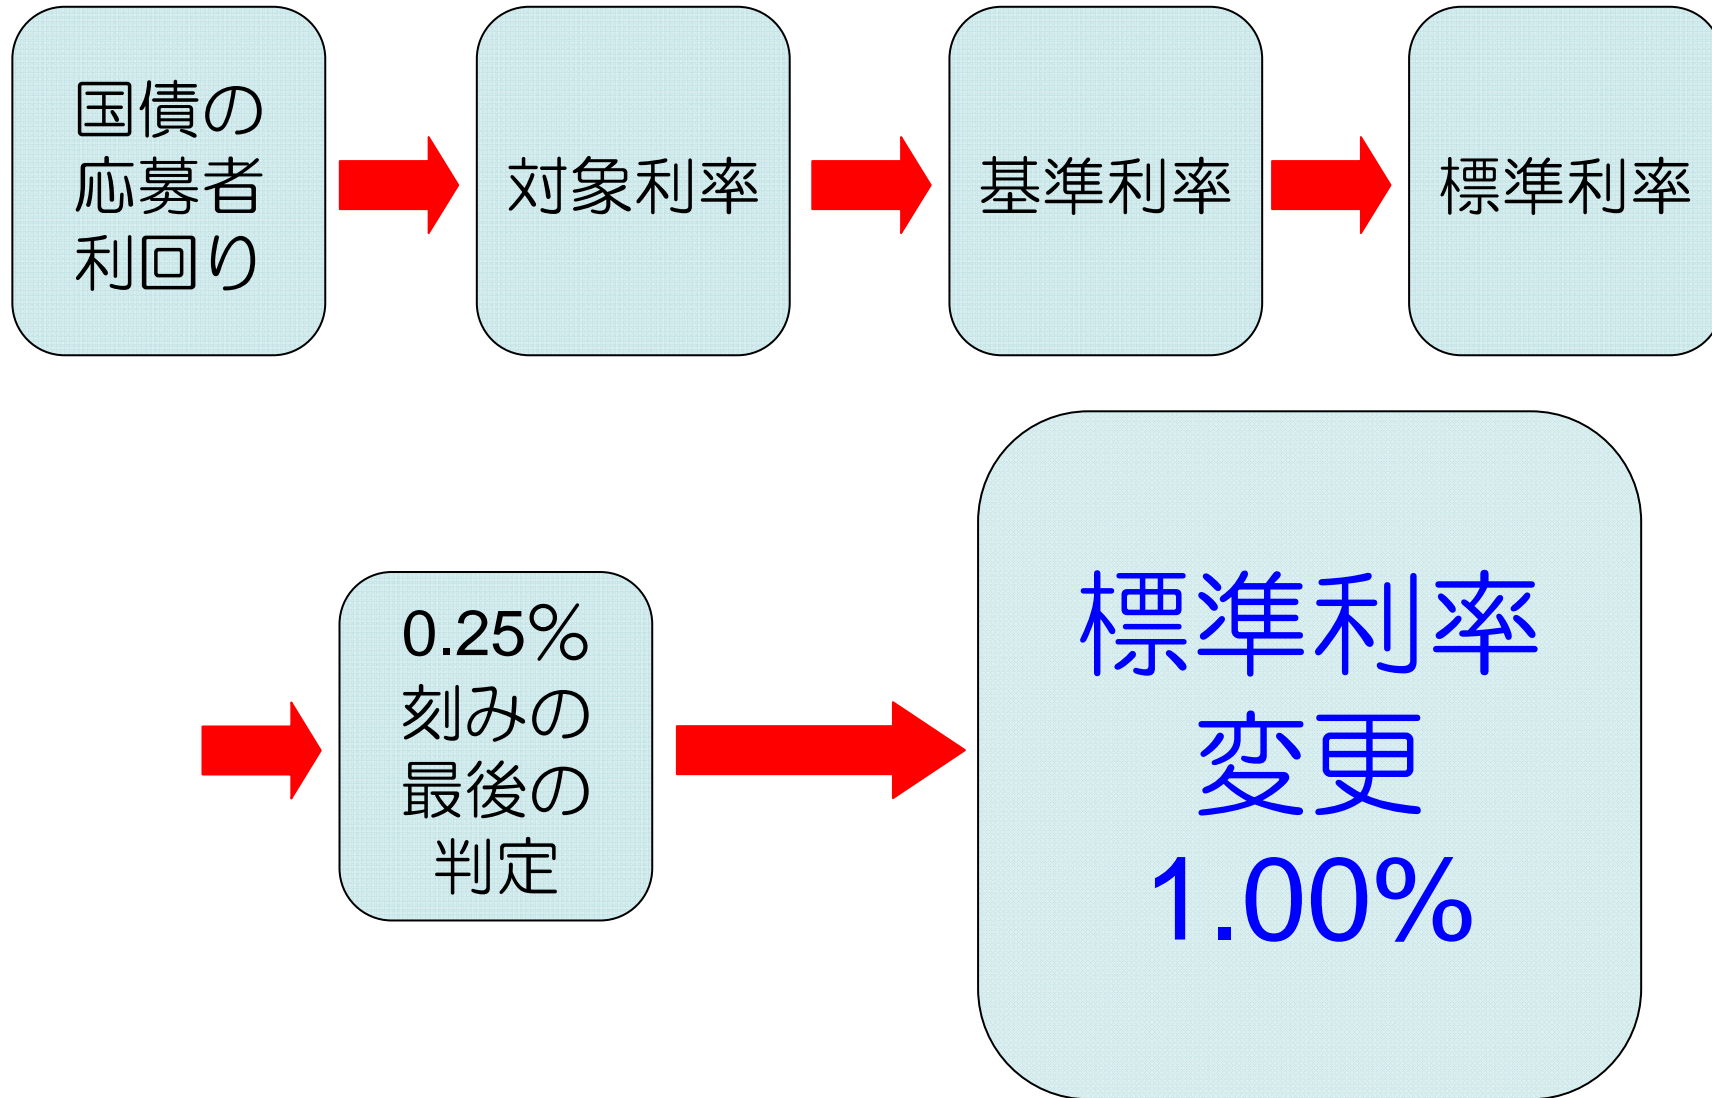 国債の
応募者
利回り
対象利率
基準利率
標準利率
0.25％
刻みの
最後の
判定
標準利率
変更
1.00%